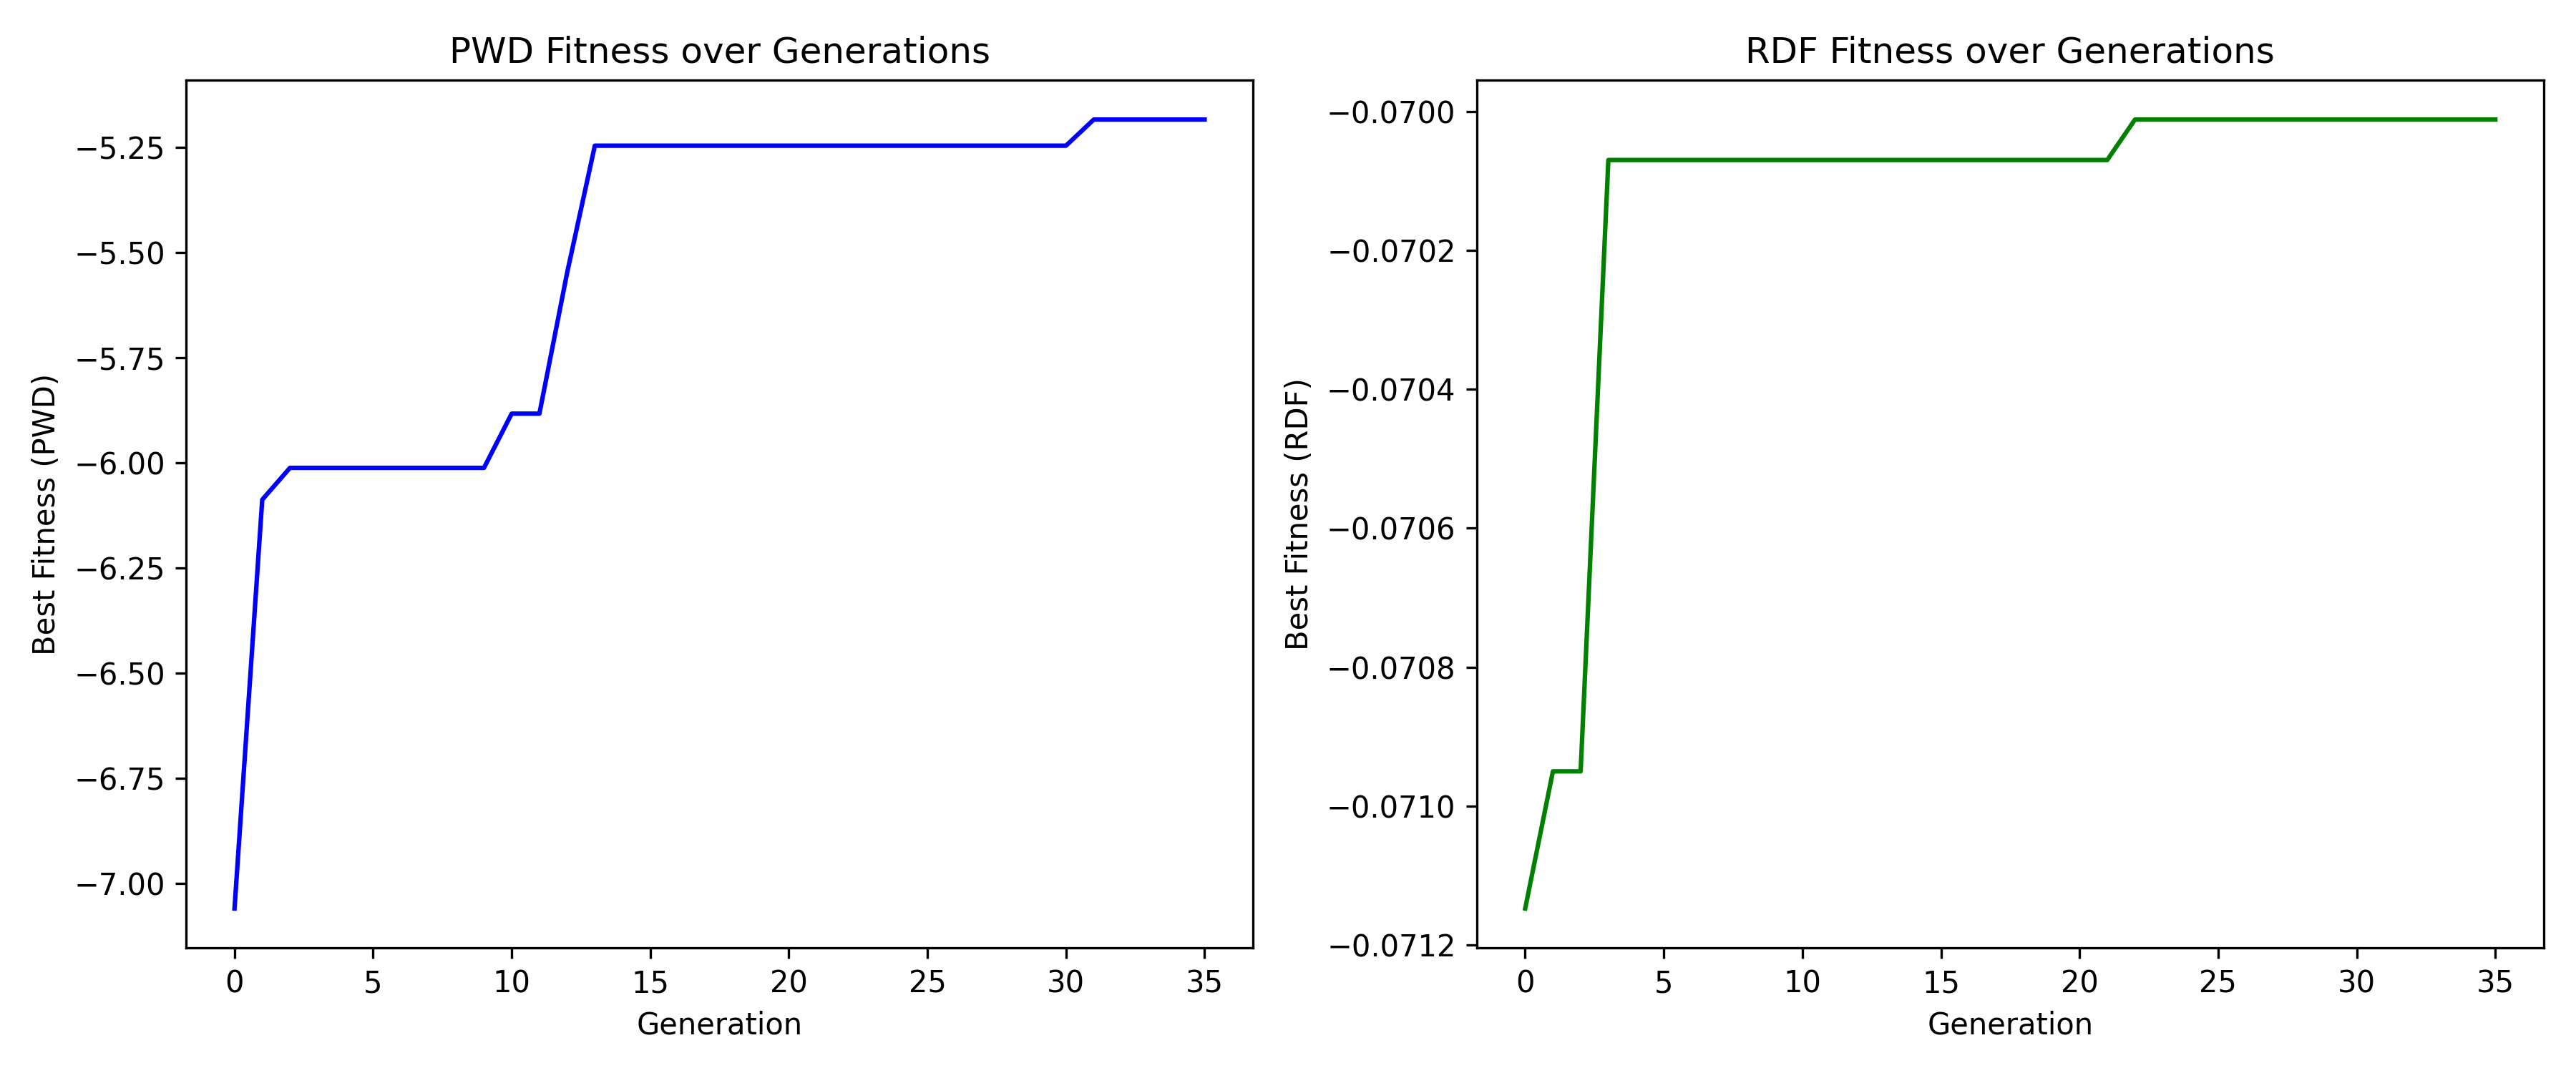 PWD Fitness over Generations
Best Fitness (PWD)
−5.25
−5.50
−5.75
−6.00
−6.25
−6.50
−6.75
−7.00
0 5 10 15 20 25 30 35
Generation
RDF Fitness over Generations
Best Fitness (RDF)
−0.0700
−0.0702
−0.0704
−0.0706
−0.0708
−0.0710
−0.0712
0 5 10 15 20 25 30 35
Generation